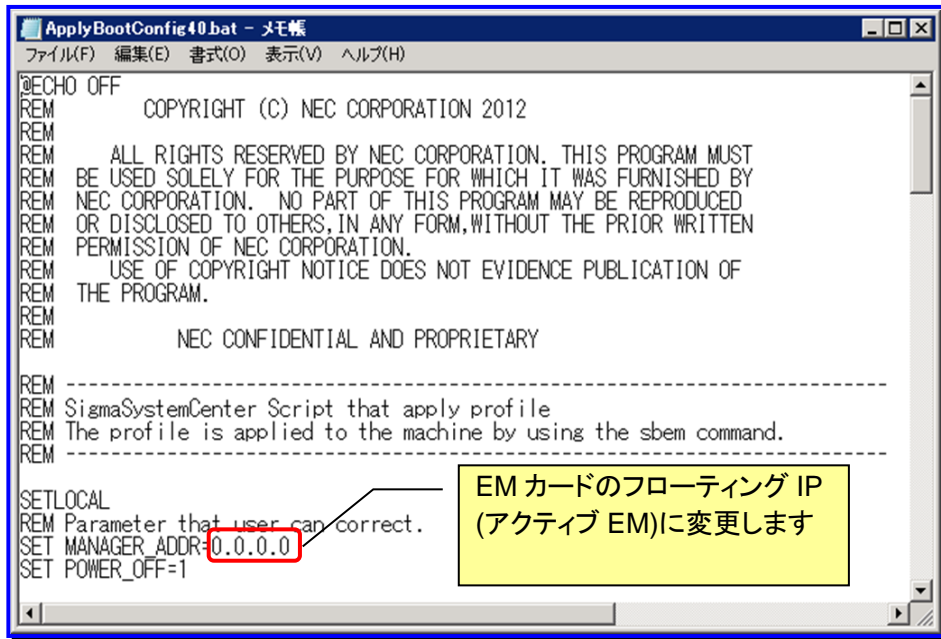 ApplyBootConfig40.bat - メモ帳
ファイル(F) 編集(E) 書式(O) 表示(V) ヘルプ(H)
@ECHO OFF
REM COPYRIGHT (C) NEC CORPORATION 2012
REM
REM ALL RIGHTS RESERVED BY NEC CORPORATION. THIS PROGRAM MUST
REM BE USED SOLELY FOR THE PURPOSE FOR WHICH IT WAS FURNISHED BY
REM NEC CORPORATION. NO PART OF THIS PROGRAM MAY BE REPRODUCED
REM OR DISCLOSED TO OTHERS,IN ANY FORM,WITHOUT THE PRIOR WRITTEN
REM PERMISSION OF NEC CORPORATION.
REM USE OF COPYRIGHT NOTICE DOES NOT EVIDENCE PUBLICATION OF
REM THE PROGRAM.
REM
REM NEC CONFIDENTIAL AND PROPRIETARY
REM -------------------------------------------------------------------------
REM SigmaSystemCenter Script that apply profile
REM The profile is applied to the machine by using the sbem command.
REM -------------------------------------------------------------------------
SETLOCAL
REM Parameter that user can correct.
SET MANAGER_ADDR=0.0.0.0
SET POWER_OFF=1
EM カードのフローティング IP
(アクティブ EM)に変更します